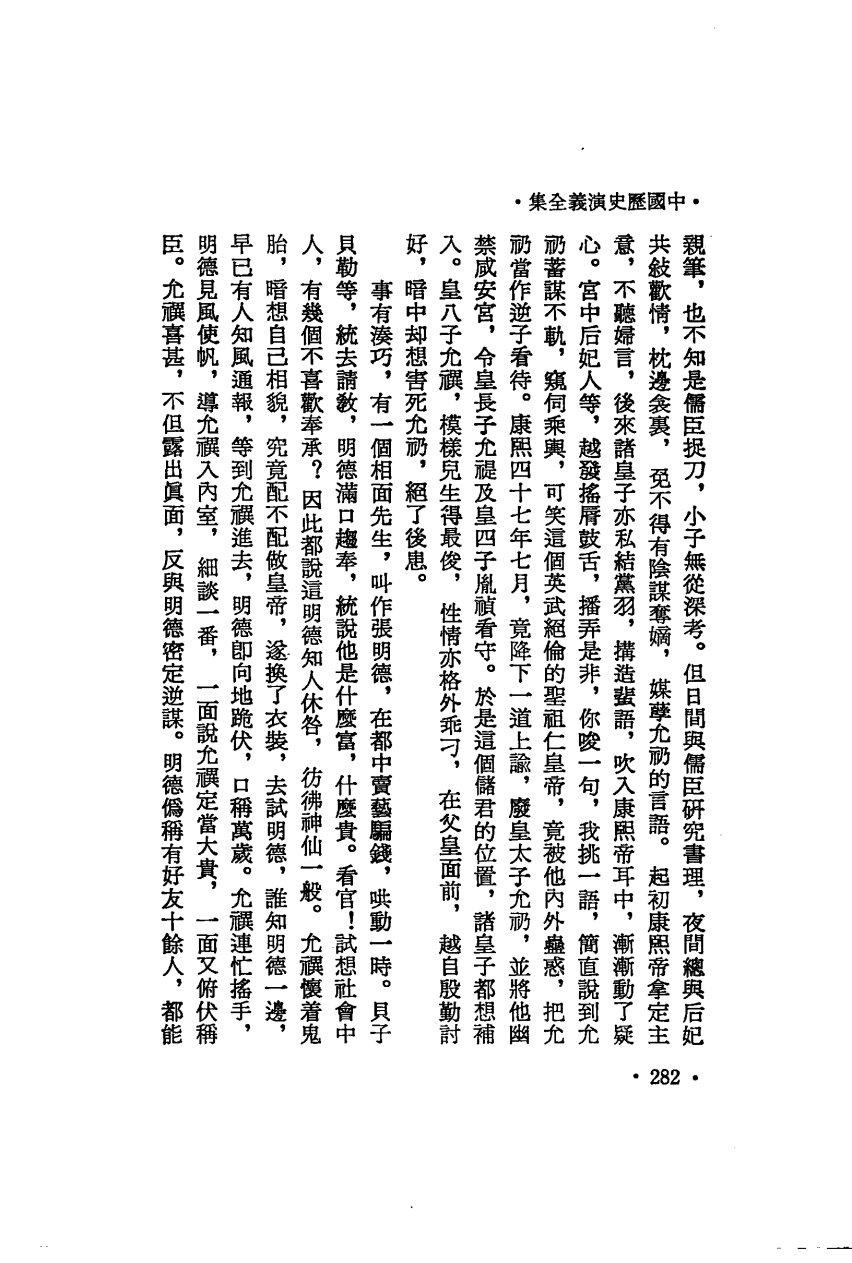 ・中國歷史演義全集・
親筆，也不知是儒臣捉刀，小子無從深考。但日間與儒臣研究書理，夜間總與后妃
共敍歡情，枕邊衾裏，免不得有陰謀奪嫡，媒孽允礽的言語。起初康熙帝拿定主
意，不聽婦言，後來諸皇子亦私結黨羽，搆造蜚語，吹入康熙帝耳中，漸漸動了疑
心。宮中后妃人等，越發搖脣鼓舌，播弄是非，你唆一句，我挑一語，簡直說到允
礽蓄謀不軌，窺伺乘輿，可笑這個英武絕倫的聖祖仁皇帝，竟被他內外蠱惑，把允
礽當作逆子看待。康熙四十七年七月，竟降下一道上諭，廢皇太子允礽，並將他幽
禁咸安宮，令皇長子允禔及皇四子胤禎看守。於是這個儲君的位置，諸皇子都想補
入。皇八子允禩，模樣兒生得最俊，性情亦格外乖刁，在父皇面前，越自殷勤討
好，暗中却想害死允礽，絕了後患。
事有湊巧，有一個相面先生，叫作張明德，在都中賣藝騙錢，哄動一時。貝子
貝勒等，統去請教，明德滿口趨奉，統說他是什麼富，什麼貴。看官！試想社會中
人，有幾個不喜歡奉承？因此都說這明德知人休咎，彷彿神仙一般。允禩懷着鬼
胎，暗想自己相貌，究竟配不配做皇帝，遂換了衣裝，去試明德，誰知明德一邊，
早已有人知風通報，等到允禩進去，明德卽向地跪伏，口稱萬歲。允禩連忙搖手，
明德見風使帆，導允禩入內室，細談一番，一面說允禩定當大貴，一面又俯伏稱
臣。允禩喜甚，不但露出眞面，反與明德密定逆謀。明德僞稱有好友十餘人，都能
・282・